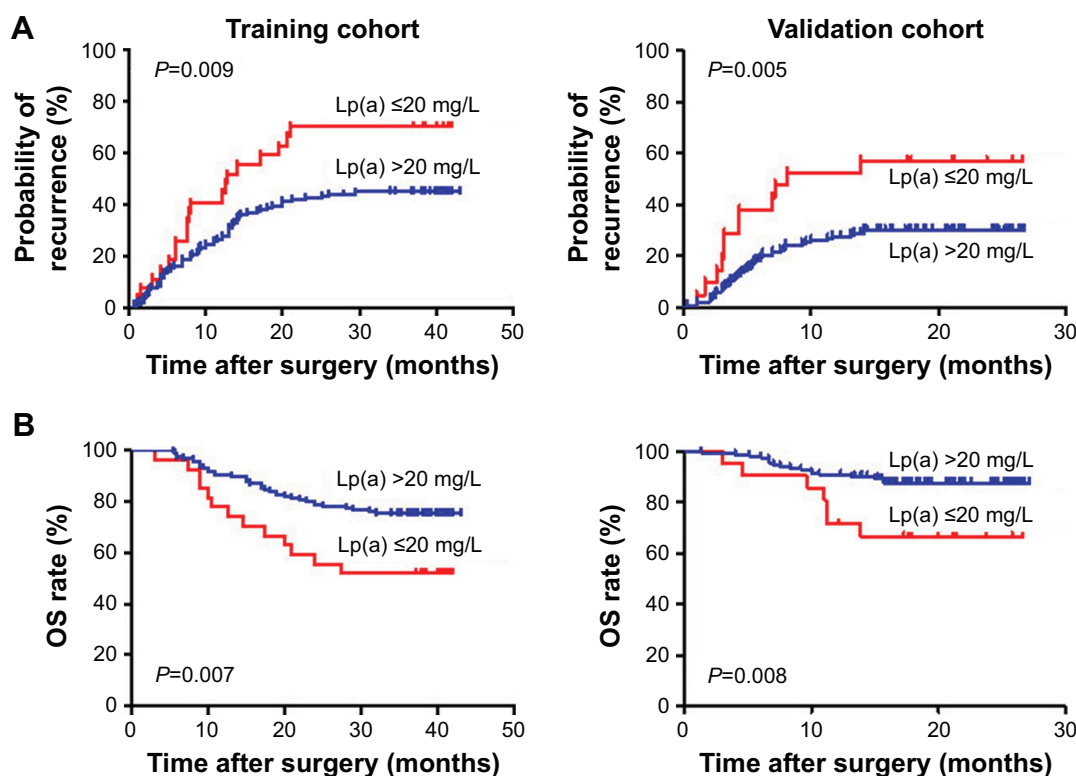 A
Training cohort
Probability of
recurrence (%)
100
80
60
40
20
0
P=0.009
Lp(a) ≤20 mg/L
Lp(a) >20 mg/L
0 10 20 30 40 50
Time after surgery (months)
Validation cohort
Probability of
recurrence (%)
100
80
60
40
20
0
P=0.005
Lp(a) ≤20 mg/L
Lp(a) >20 mg/L
0 10 20 30
Time after surgery (months)
B
OS rate (%)
100
80
60
40
20
0
Lp(a) >20 mg/L
Lp(a) ≤20 mg/L
P=0.007
0 10 20 30 40 50
Time after surgery (months)
OS rate (%)
100
80
60
40
20
0
Lp(a) >20 mg/L
Lp(a) ≤20 mg/L
P=0.008
0 10 20 30
Time after surgery (months)